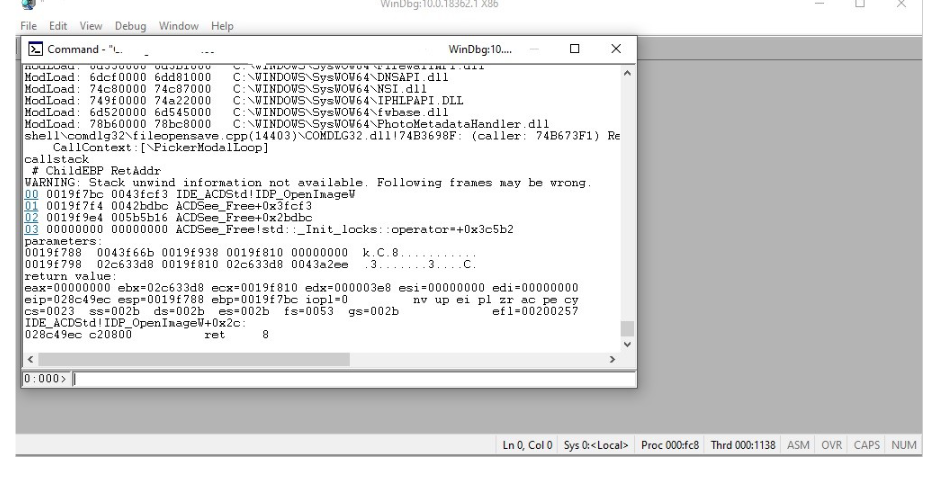 WinDbg:10.0.18362.1 X86
File Edit View Debug Window Help
Command - "
WinDbg:10....
ModLoad: 6d530000 6d5b1000 C:\WINDOWS\SysWOW64\FirewallAPI.dll
ModLoad: 6dcf0000 6dd81000 C:\WINDOWS\SysWOW64\DNSAPI.dll
ModLoad: 74c80000 74c87000 C:\WINDOWS\SysWOW64\NSI.dll
ModLoad: 749f0000 74a22000 C:\WINDOWS\SysWOW64\IPHLPAPI.DLL
ModLoad: 6d520000 6d545000 C:\WINDOWS\SysWOW64\fwbase.dll
ModLoad: 78b60000 78bc8000 C:\WINDOWS\SysWOW64\PhotoMetadataHandler.dll
shell\comdlg32\fileopensave.cpp(14403)\COMDLG32.dll!74B3698F: (caller: 74B673F1) Re
CallContext:[\PickerModalLoop]
callstack
# ChildEBP RetAddr
WARNING: Stack unwind information not available. Following frames may be wrong.
00 0019f7bc 0043fcf3 IDE_ACDStd!IDP_OpenImageW
01 0019f7f4 0042bdbc ACDSee_Free+0x3fcf3
02 0019f9e4 005b5b16 ACDSee_Free+0x2bdbc
03 00000000 00000000 ACDSee_Free!std::_Init_locks::operator=+0x3c5b2
parameters:
0019f788 0043f66b 0019f938 0019f810 00000000 k.C.8...........
0019f798 02c633d8 0019f810 02c633d8 0043a2ee .3.......3....C.
return value:
eax=00000000 ebx=02c633d8 ecx=0019f810 edx=000003e8 esi=00000000 edi=00000000
eip=028c49ec esp=0019f788 ebp=0019f7bc iopl=0 nv up ei pl zr ac pe cy
cs=0023 ss=002b ds=002b es=002b fs=0053 gs=002b efl=00200257
IDE_ACDStd!IDP_OpenImageW+0x2c:
028c49ec c20800 ret 8
0:000>
Ln 0, Col 0 Sys 0:<Local> Proc 000:fc8 Thrd 000:1138 ASM OVR CAPS NUM